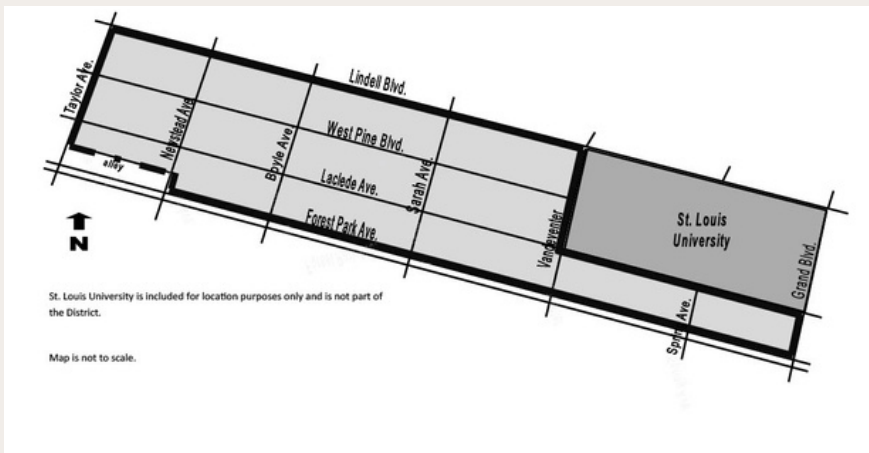 Lindell Blvd.
Taylor Ave.
Newstead Ave.
West Pine Blvd.
Boyle Ave.
Sarah Ave.
Laclede Ave.
alley
Forest Park Ave.
Vandeventer
St. Louis
University
Grand Blvd.
N
St. Louis University is included for location purposes only and is not part of
the District.
Ave.
Map is not to scale.